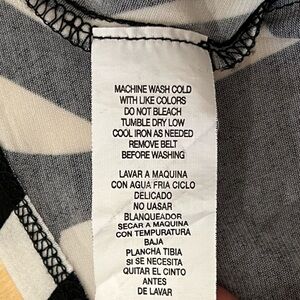 MACHINE WASH COLD
WITH LIKE COLORS
DO NOT BLEACH
TUMBLE DRY LOW
COOL IRON AS NEEDED
REMOVE BELT
BEFORE WASHING
LAVAR A MAQUINA
CON AGUA FRIA CICLO
DELICADO
NO UASAR
BLANQUEADOR
SECAR A MAQUINA
CON TEMPURATURA
BAJA
PLANCHA TIBIA
SI SE NECESITA
QUITAR EL CINTO
ANTES
DE LAVAR